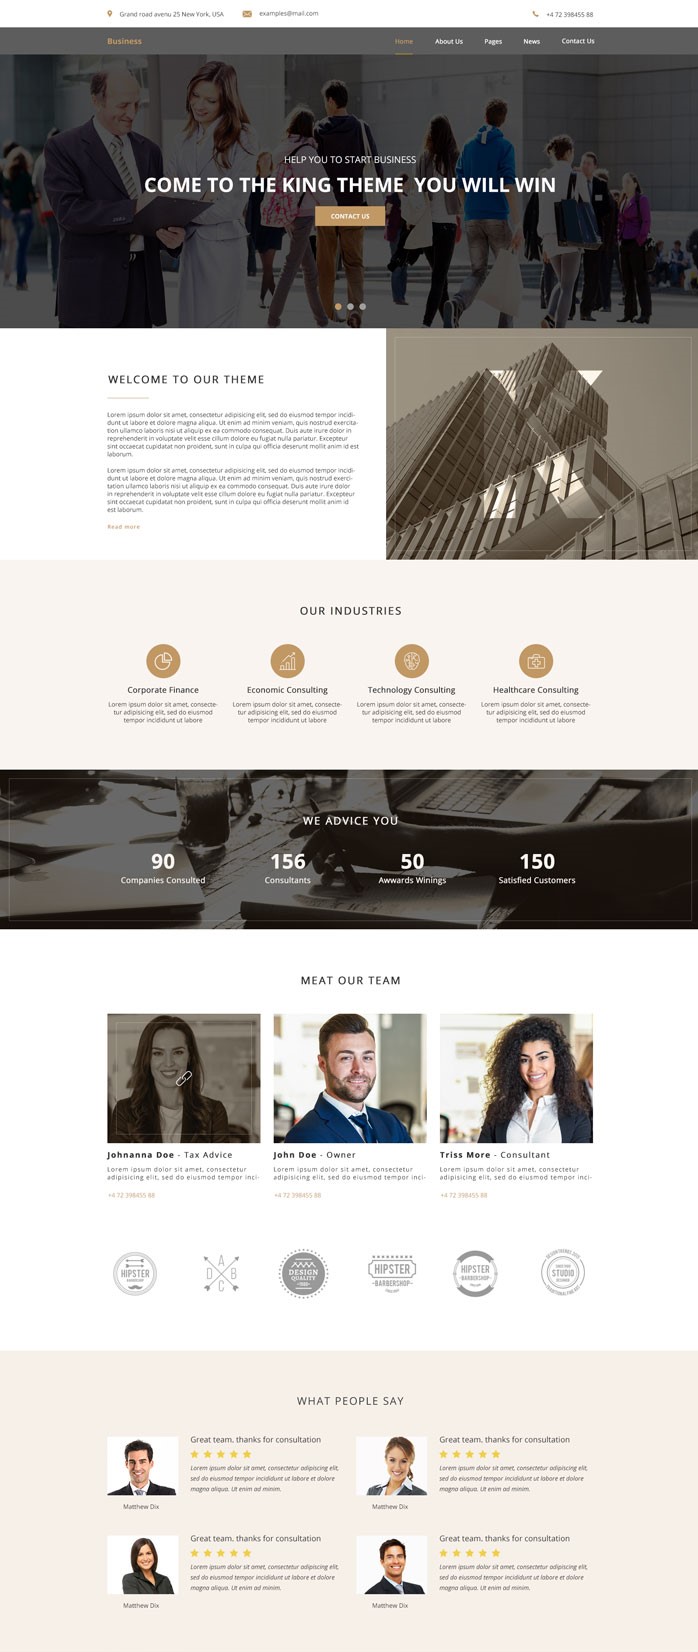 Grand road avenu 25 New York, USA
examples@mail.com
+4 72 398455 88
Business
Home
About Us
Pages
News
Contact Us
HELP YOU TO START BUSINESS
COME TO THE KING THEME YOU WILL WIN
CONTACT US
WELCOME TO OUR THEME
Lorem ipsum dolor sit amet, consectetur adipisicing elit, sed do eiusmod tempor incidi-
dunt ut labore et dolore magna aliqua. Ut enim ad minim veniam, quis nostrud exercita-
tion ullamco laboris nisi ut aliquip ex ea commodo consequat. Duis aute irure dolor in
reprehenderit in voluptate velit esse cillum dolore eu fugiat nulla pariatur. Excepteur
sint occaecat cupidatat non proident, sunt in culpa qui officia deserunt mollit anim id est
laborum.
Lorem ipsum dolor sit amet, consectetur adipisicing elit, sed do eiusmod tempor incidi-
dunt ut labore et dolore magna aliqua. Ut enim ad minim veniam, quis nostrud exerci-
tation ullamco laboris nisi ut aliquip ex ea commodo consequat. Duis aute irure dolor
in reprehenderit in voluptate velit esse cillum dolore eu fugiat nulla pariatur. Excepteur
sint occaecat cupidatat non proident, sunt in culpa qui officia deserunt mollit anim id
est laborum.
Read more
OUR INDUSTRIES
Corporate Finance
Lorem ipsum dolor sit amet, consecte-
tur adipisicing elit, sed do eiusmod
tempor incididunt ut labore
Economic Consulting
Lorem ipsum dolor sit amet, consecte-
tur adipisicing elit, sed do eiusmod
tempor incididunt ut labore
Technology Consulting
Lorem ipsum dolor sit amet, consecte-
tur adipisicing elit, sed do eiusmod
tempor incididunt ut labore
Healthcare Consulting
Lorem ipsum dolor sit amet, consecte-
tur adipisicing elit, sed do eiusmod
tempor incididunt ut labore
WE ADVICE YOU
90
Companies Consulted
156
Consultants
50
Awwards Winings
150
Satisfied Customers
MEAT OUR TEAM
Johnanna Doe - Tax Advice
Lorem ipsum dolor sit amet, consectetur
adipisicing elit, sed do eiusmod tempor inci-
+4 72 398455 88
John Doe - Owner
Lorem ipsum dolor sit amet, consectetur
adipisicing elit, sed do eiusmod tempor inci-
+4 72 398455 88
Triss More - Consultant
Lorem ipsum dolor sit amet, consectetur
adipisicing elit, sed do eiusmod tempor inci-
+4 72 398455 88
HIPSTER
A
D B
C
DESIGN
QUALITY
HIPSTER
BARBERSHOP
HIPSTER
BARBERSHOP
STUDIO
WHAT PEOPLE SAY
Great team. thanks for consultation
Lorem ipsum dolor sit amet, consectetur adipiscing elit,
sed do eiusmod tempor incididunt ut labore et dolore
magna aliqua. Ut enim ad minim.
Matthew Dix
Great team. thanks for consultation
Lorem ipsum dolor sit amet, consectetur adipiscing elit,
sed do eiusmod tempor incididunt ut labore et dolore
magna aliqua. Ut enim ad minim.
Matthew Dix
Great team. thanks for consultation
Lorem ipsum dolor sit amet, consectetur adipiscing elit,
sed do eiusmod tempor incididunt ut labore et dolore
magna aliqua. Ut enim ad minim.
Matthew Dix
Great team. thanks for consultation
Lorem ipsum dolor sit amet, consectetur adipiscing elit,
sed do eiusmod tempor incididunt ut labore et dolore
magna aliqua. Ut enim ad minim.
Matthew Dix